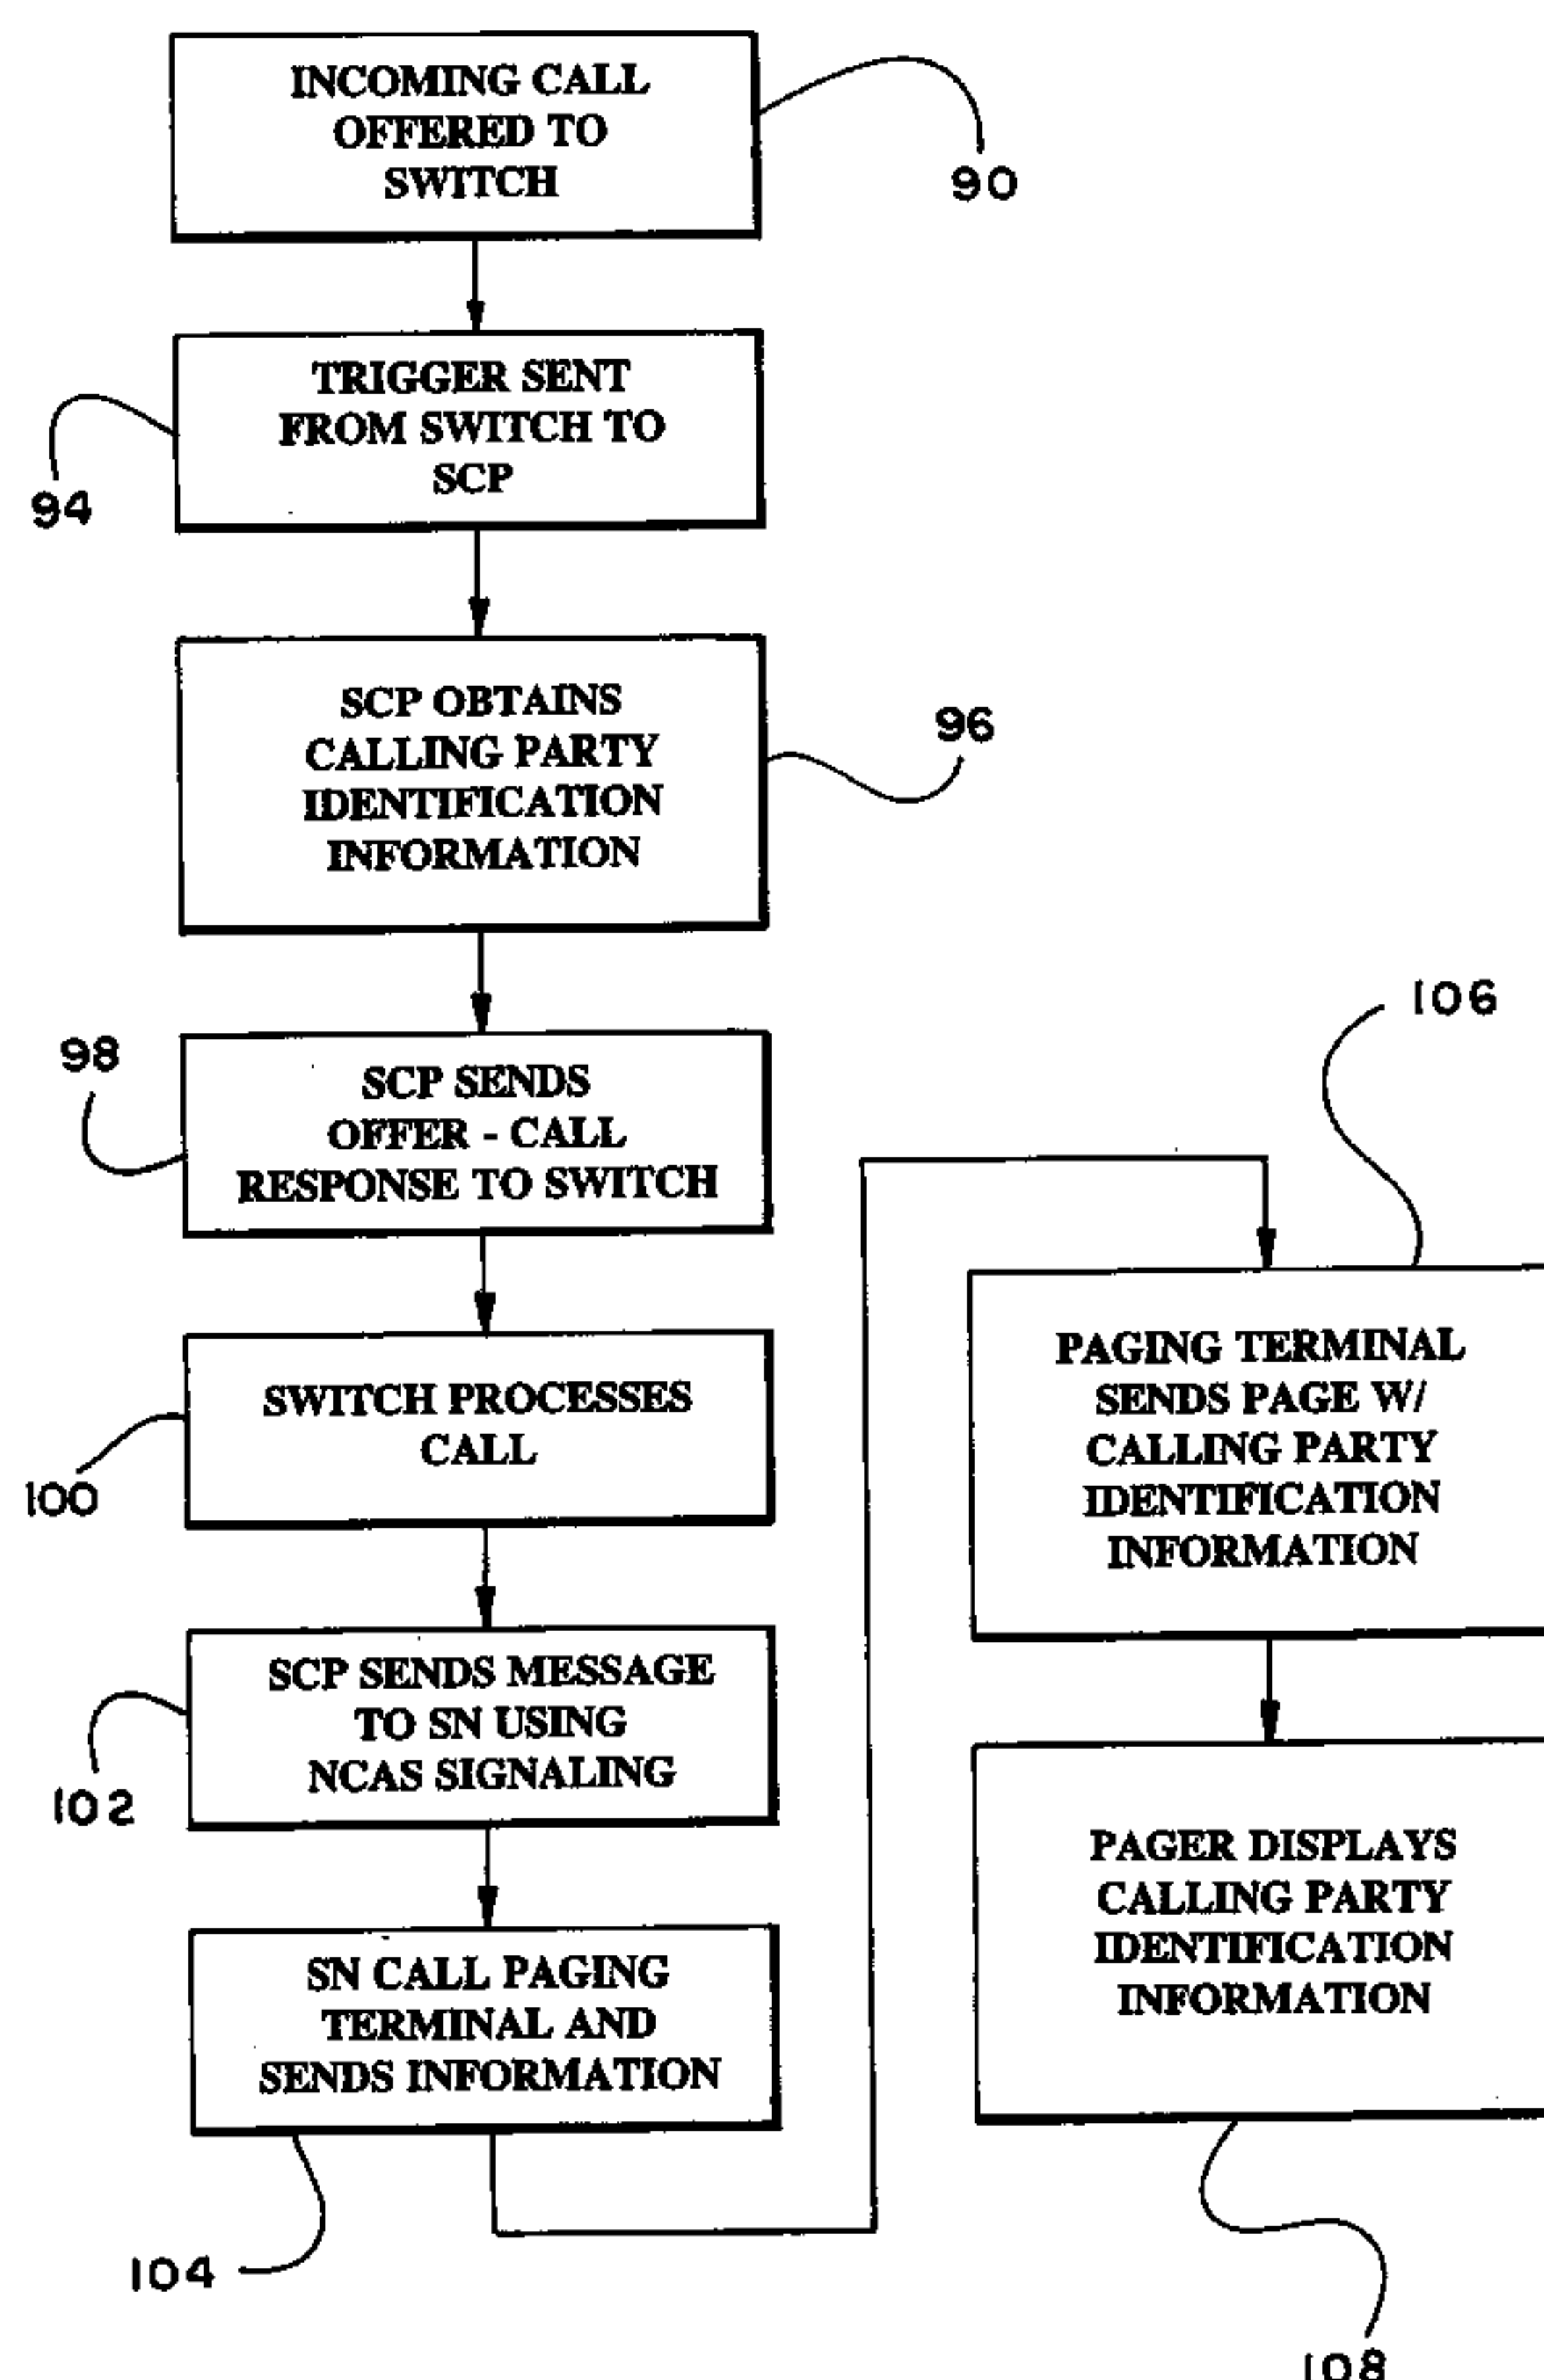 INCOMING CALL
OFFERED TO
SWITCH
90
TRIGGER SENT
FROM SWITCH TO
SCP
94
SCP OBTAINS
CALLING PARTY
IDENTIFICATION
INFORMATION
96
98
SCP SENDS
OFFER - CALL
RESPONSE TO SWITCH
SWITCH PROCESSES
CALL
100
SCP SENDS MESSAGE
TO SN USING
NCAS SIGNALING
102
SN CALL PAGING
TERMINAL AND
SENDS INFORMATION
104
106
PAGING TERMINAL
SENDS PAGE W/
CALLING PARTY
IDENTIFICATION
INFORMATION
PAGER DISPLAYS
CALLING PARTY
IDENTIFICATION
INFORMATION
108